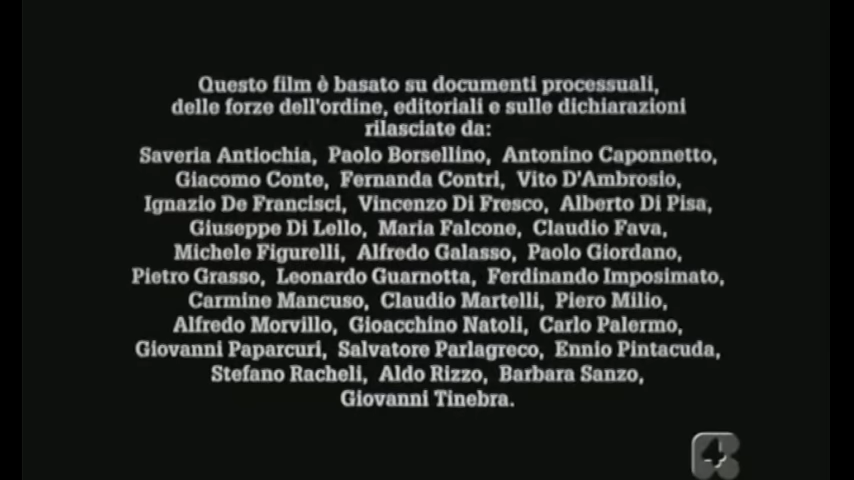 Questo film è basato su documenti processuali,
delle forze dell'ordine, editoriali e sulle dichiarazioni
rilasciate da:
Saveria Antiochia, Paolo Borsellino, Antonino Caponnetto,
Giacomo Conte, Fernanda Contri, Vito D'Ambrosio,
Ignazio De Francisci, Vincenzo Di Fresco, Alberto Di Pisa,
Giuseppe Di Lello, Maria Falcone, Claudio Fava,
Michele Figurelli, Alfredo Galasso, Paolo Giordano,
Pietro Grasso, Leonardo Guarnotta, Ferdinando Imposimato,
Carmine Mancuso, Claudio Martelli, Piero Milio,
Alfredo Morvillo, Gioacchino Natoli, Carlo Palermo,
Giovanni Paparcuri, Salvatore Parlagreco, Ennio Pintacuda,
Stefano Racheli, Aldo Rizzo, Barbara Sanzo,
Giovanni Tinebra.
4